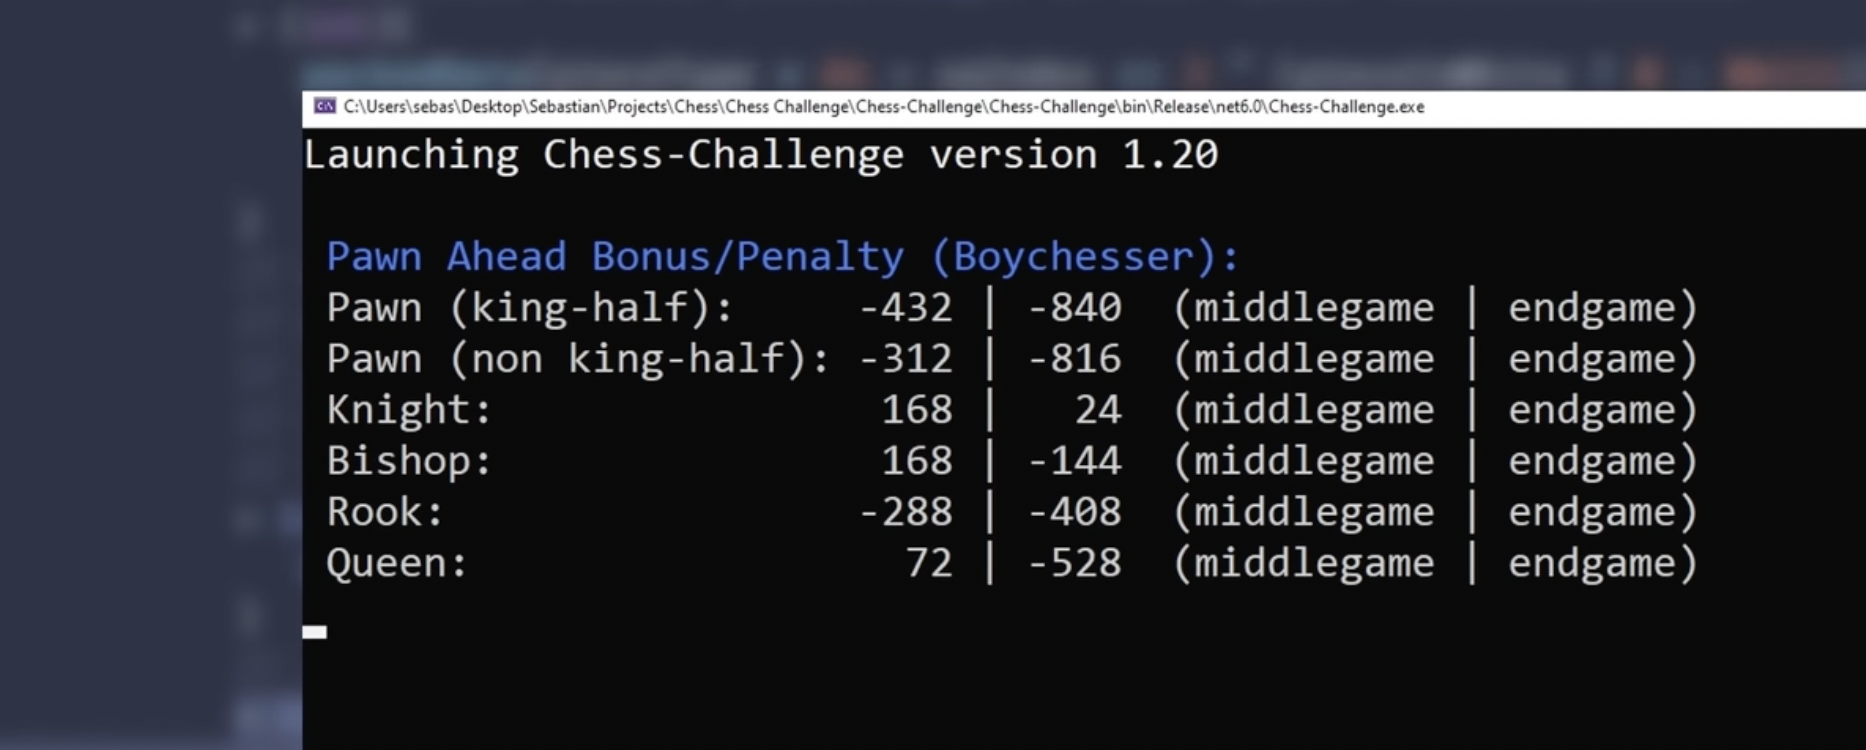 C:\Users\sebas\Desktop\Sebastian\Projects\Chess\Chess Challenge\Chess-Challenge\Chess-Challenge\bin\Release\net6.0\Chess-Challenge.exe
Launching Chess-Challenge version 1.20
Pawn Ahead Bonus/Penalty (Boychesser):
Pawn (king-half): -432 | -840 (middlegame | endgame)
Pawn (non king-half): -312 | -816 (middlegame | endgame)
Knight: 168 | 24 (middlegame | endgame)
Bishop: 168 | -144 (middlegame | endgame)
Rook: -288 | -408 (middlegame | endgame)
Queen: 72 | -528 (middlegame | endgame)